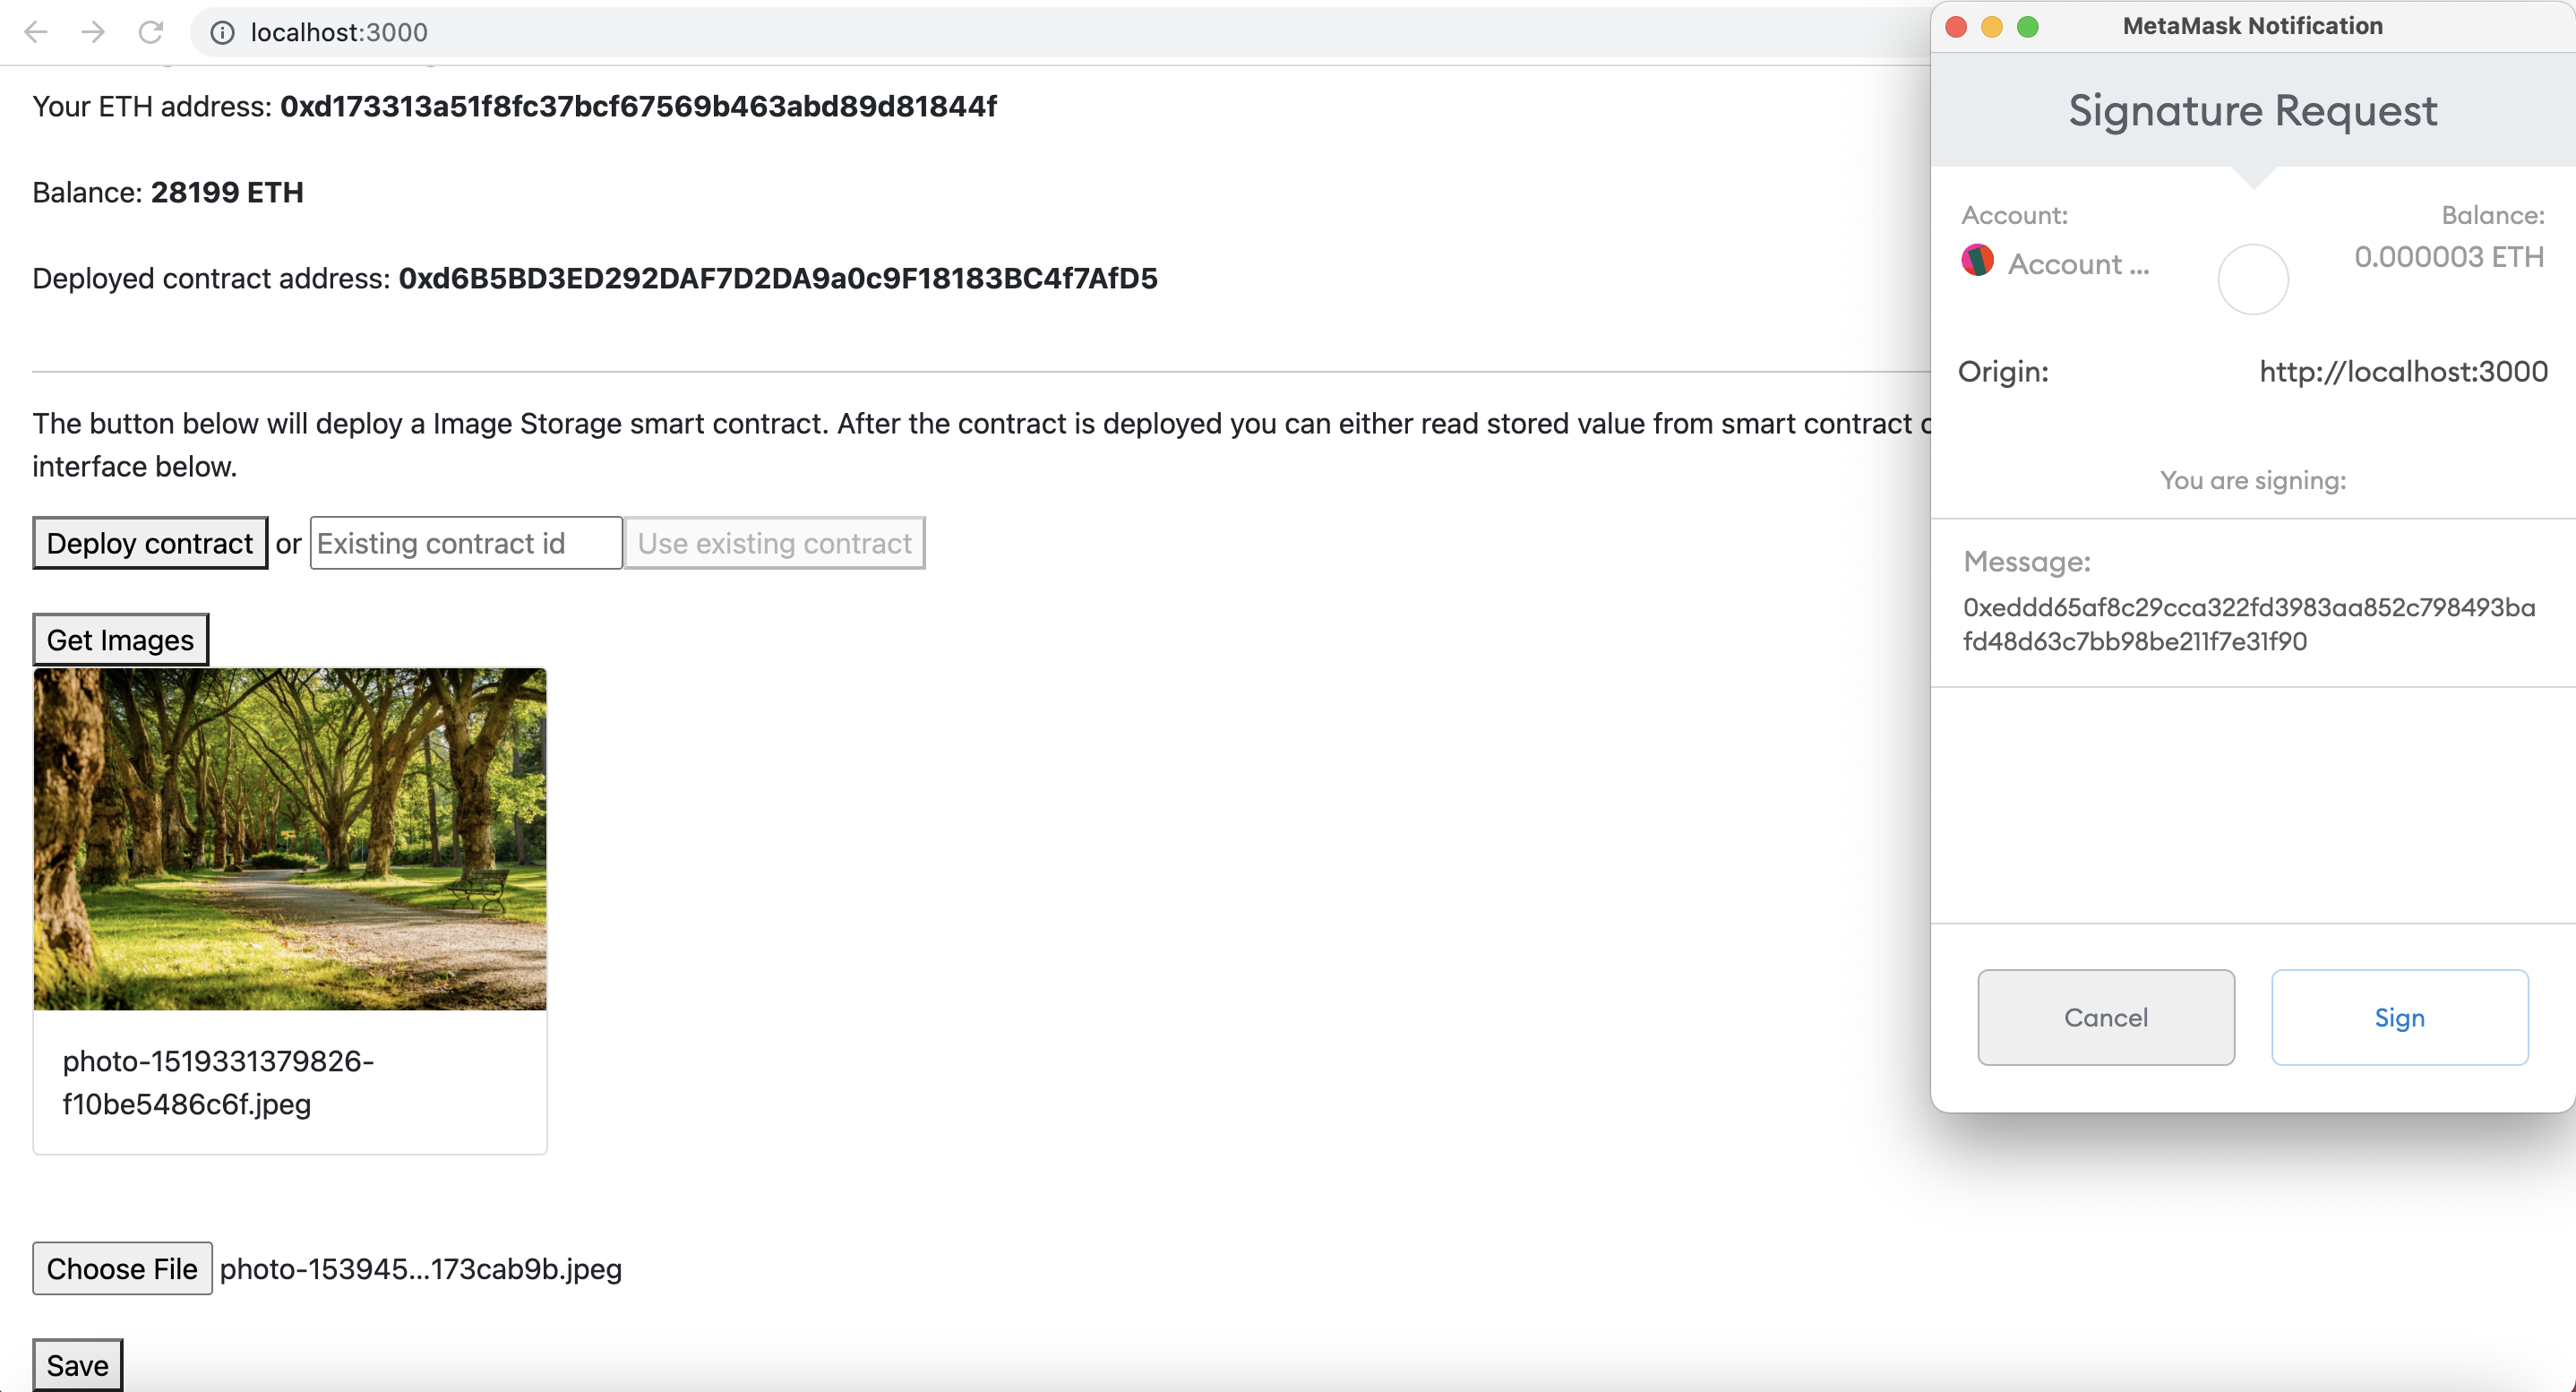 localhost:3000
Your ETH address: 0xd173313a51f8fc37bcf67569b463abd89d81844f
Balance: 28199 ETH
Deployed contract address: 0xd6B5BD3ED292DAF7D2DA9a0c9F18183BC4f7AfD5
The button below will deploy a Image Storage smart contract. After the contract is deployed you can either read stored value from smart contract
interface below.
Deploy contract or Existing contract id Use existing contract
Get Images
photo-1519331379826-
f10be5486c6f.jpeg
Choose File photo-153945...173cab9b.jpeg
Save
MetaMask Notification
Signature Request
Account: Balance:
Account ... 0.000003 ETH
Origin: http://localhost:3000
You are signing:
Message:
0xeddd65af8c29cca322fd3983aa852c798493ba
fd48d63c7bb98be211f7e31f90
Cancel Sign